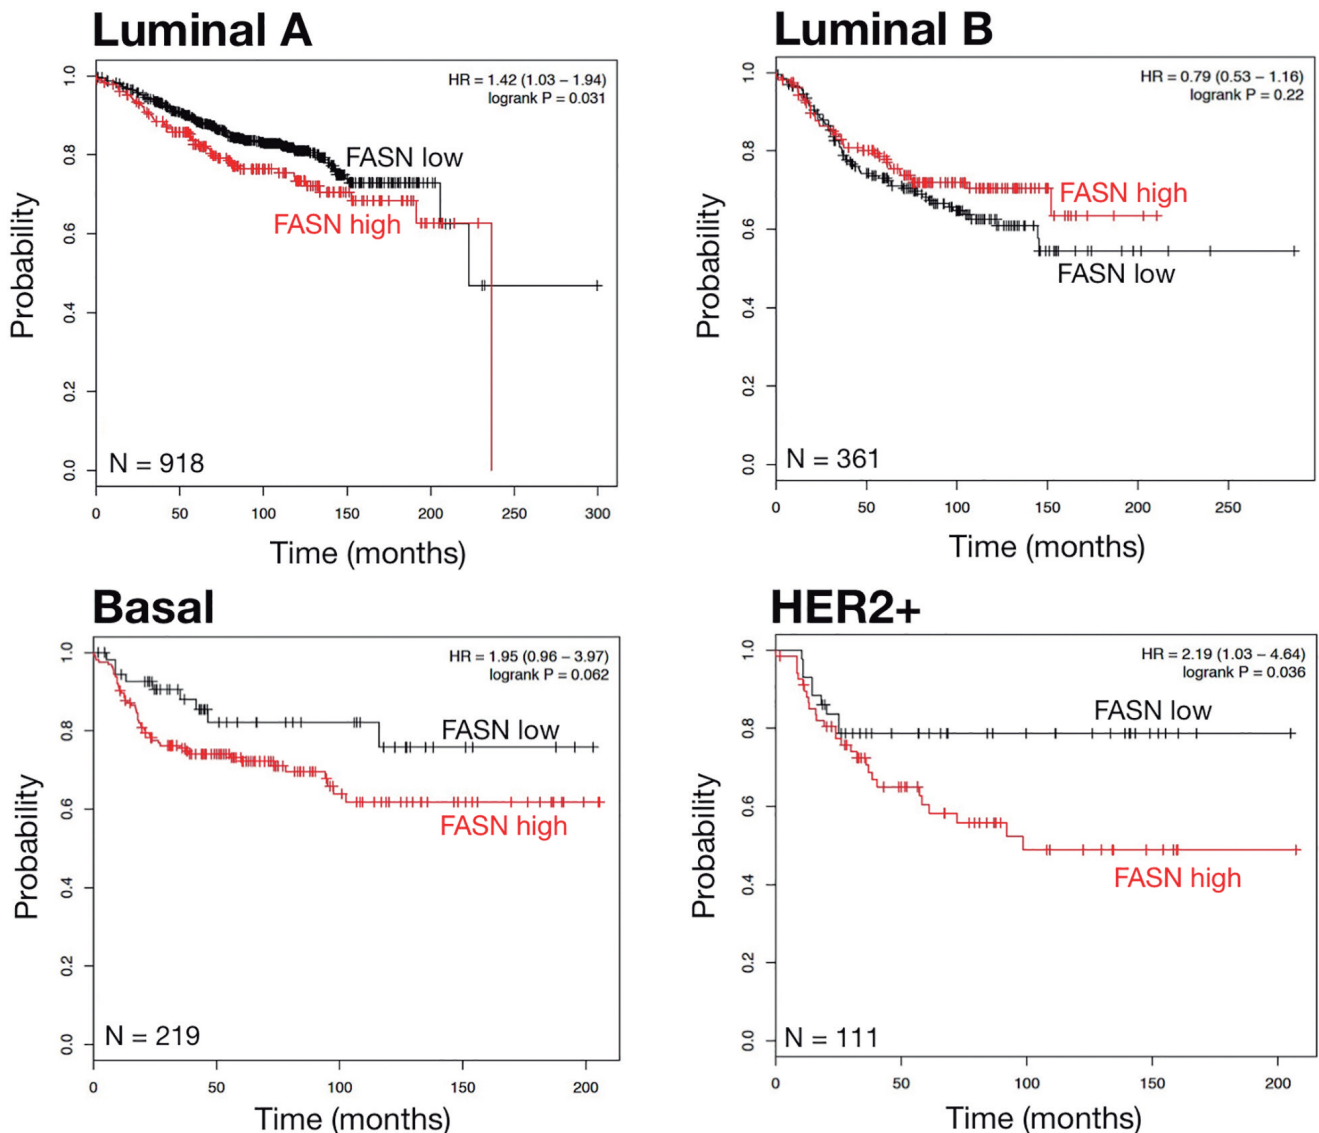 Luminal A
HR = 1.42 (1.03 – 1.94)
logrank P = 0.031
FASN low
FASN high
N = 918
Probability
0.0
0.2
0.4
0.6
0.8
1.0
0 50 100 150 200 250 300
Time (months)
Luminal B
HR = 0.79 (0.53 – 1.16)
logrank P = 0.22
FASN high
FASN low
N = 361
Probability
0.0
0.2
0.4
0.6
0.8
1.0
0 50 100 150 200 250
Time (months)
Basal
HR = 1.95 (0.96 – 3.97)
logrank P = 0.062
FASN low
FASN high
N = 219
Probability
0.0
0.2
0.4
0.6
0.8
1.0
0 50 100 150 200
Time (months)
HER2+
HR = 2.19 (1.03 – 4.64)
logrank P = 0.036
FASN low
FASN high
N = 111
Probability
0.0
0.2
0.4
0.6
0.8
1.0
0 50 100 150 200
Time (months)